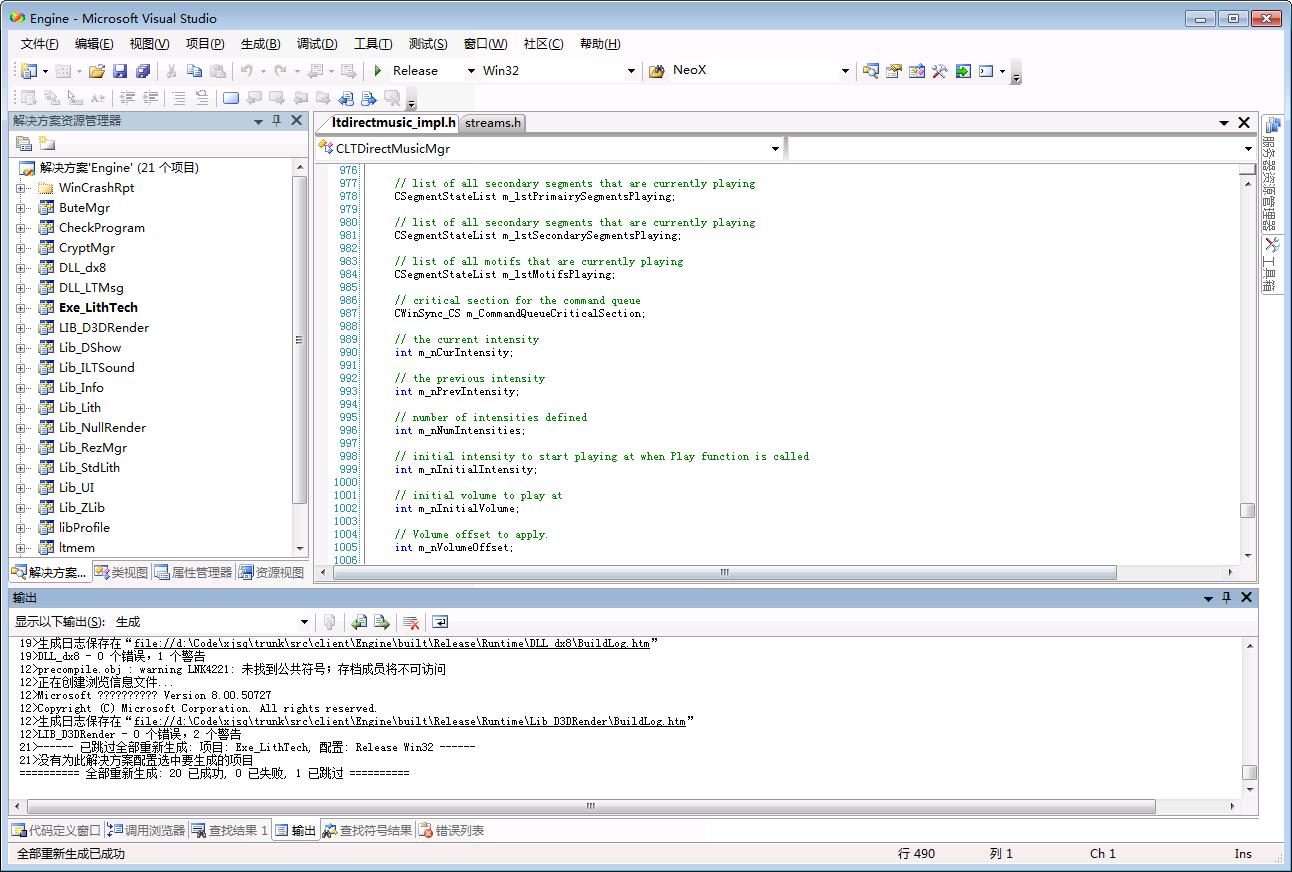 Engine - Microsoft Visual Studio
文件(F) 编辑(E) 视图(V) 项目(P) 生成(B) 调试(D) 工具(T) 测试(S) 窗口(W) 社区(C) 帮助(H)
Release Win32 NeoX
解决方案资源管理器
解决方案'Engine' (21 个项目)
WinCrashRpt
ButeMgr
CheckProgram
CryptMgr
DLL_dx8
DLL_LTMsg
Exe_LithTech
LIB_D3DRender
Lib_DShow
Lib_ILTSound
Lib_Info
Lib_Lith
Lib_NullRender
Lib_RezMgr
Lib_StdLith
Lib_UI
Lib_ZLib
libProfile
ltmem
解决方案... 类视图 属性管理器 资源视图
ltdirectmusic_impl.h streams.h
CLTDirectMusicMgr
976
977 // list of all secondary segments that are currently playing
978 CSegmentStateList m_lstPrimairySegmentsPlaying;
979
980 // list of all secondary segments that are currently playing
981 CSegmentStateList m_lstSecondarySegmentsPlaying;
982
983 // list of all motifs that are currently playing
984 CSegmentStateList m_lstMotifsPlaying;
985
986 // critical section for the command queue
987 CWinSync_CS m_CommandQueueCriticalSection;
988
989 // the current intensity
990 int m_nCurIntensity;
991
992 // the previous intensity
993 int m_nPrevIntensity;
994
995 // number of intensities defined
996 int m_nNumIntensities;
997
998 // initial intensity to start playing at when Play function is called
999 int m_nInitialIntensity;
1000
1001 // initial volume to play at
1002 int m_nInitialVolume;
1003
1004 // Volume offset to apply.
1005 int m_nVolumeOffset;
1006
服务器资源管理器
工具箱
输出
显示以下输出(S): 生成
19>生成日志保存在“file://d:\Code\xjsq\trunk\src\client\Engine\built\Release\Runtime\DLL_dx8\BuildLog.htm”
19>DLL_dx8 - 0 个错误，1 个警告
12>precompile.obj : warning LNK4221: 未找到公共符号；存档成员将不可访问
12>正在创建浏览信息文件...
12>Microsoft ?????????? Version 8.00.50727
12>Copyright (C) Microsoft Corporation. All rights reserved.
12>生成日志保存在“file://d:\Code\xjsq\trunk\src\client\Engine\built\Release\Runtime\Lib_D3DRender\BuildLog.htm”
12>LIB_D3DRender - 0 个错误，2 个警告
21>------ 已跳过全部重新生成: 项目: Exe_LithTech, 配置: Release Win32 ------
21>没有为此解决方案配置选中要生成的项目
========== 全部重新生成: 20 已成功, 0 已失败, 1 已跳过 ==========
代码定义窗口 调用浏览器 查找结果 1 输出 查找符号结果 错误列表
全部重新生成已成功 行 490 列 1 Ch 1 Ins